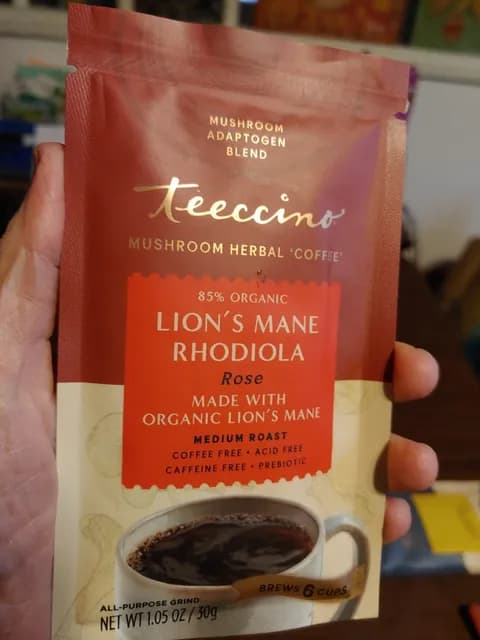 MUSHROOM
ADAPTOGEN
BLEND
teeccino
MUSHROOM HERBAL 'COFFEE'
85% ORGANIC
LION'S MANE
RHODIOLA
Rose
MADE WITH
ORGANIC LION'S MANE
MEDIUM ROAST
COFFEE FREE • ACID FREE
CAFFEINE FREE • PREBIOTIC
BREWS 6 CUPS
ALL-PURPOSE GRIND
NET WT 1.05 OZ / 30g